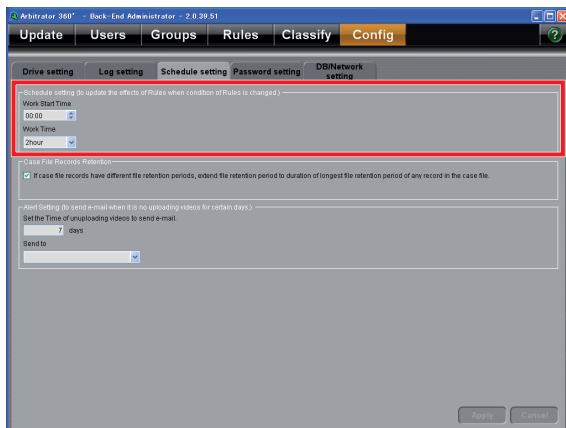 Arbitrator 360° - Back-End Administrator - 2.0.39.51
Update Users Groups Rules Classify Config ?
Drive setting Log setting Schedule setting Password setting DB/Network setting
Schedule setting (to update the effects of Rules when condition of Rules is changed.)
Work Start Time
00:00
Work Time
2hour
Case File Records Retention
If case file records have different file retention periods, extend file retention period to duration of longest file retention period of any record in the case file.
Alert Setting (to send e-mail when it is no uploading videos for certain days.)
Set the Time of unuploading videos to send e-mail.
7 days
Send to
Apply Cancel